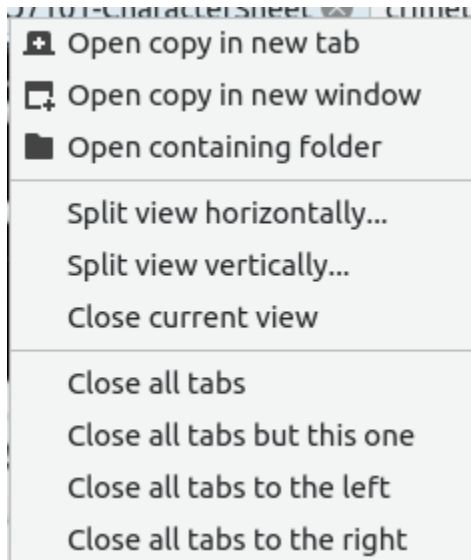 07101-CharacterSheet
Open copy in new tab
Open copy in new window
Open containing folder
Split view horizontally...
Split view vertically...
Close current view
Close all tabs
Close all tabs but this one
Close all tabs to the left
Close all tabs to the right